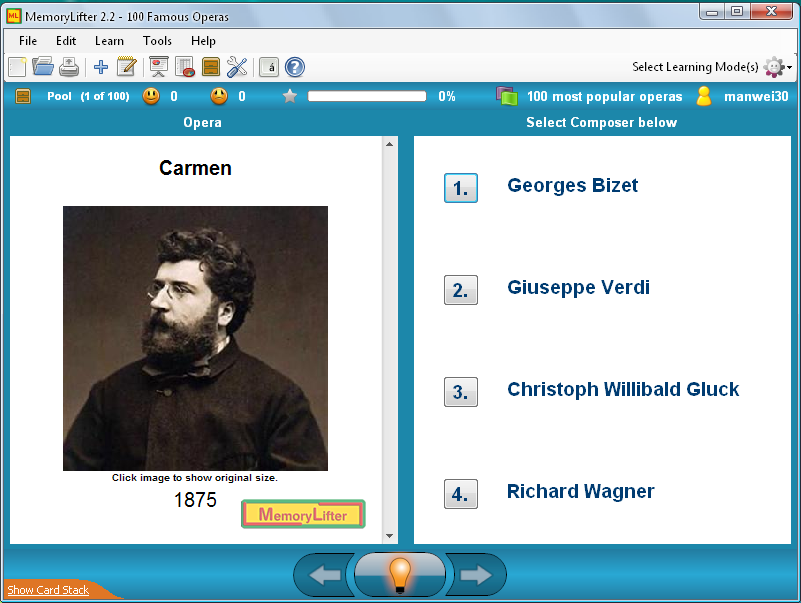 MemoryLifter 2.2 - 100 Famous Operas
File Edit Learn Tools Help
á ? Select Learning Mode(s)
Pool (1 of 100) 0 0 0% 100 most popular operas manwei30
Opera
Select Composer below
Carmen
Click image to show original size.
1875
MemoryLifter
1. Georges Bizet
2. Giuseppe Verdi
3. Christoph Willibald Gluck
4. Richard Wagner
Show Card Stack